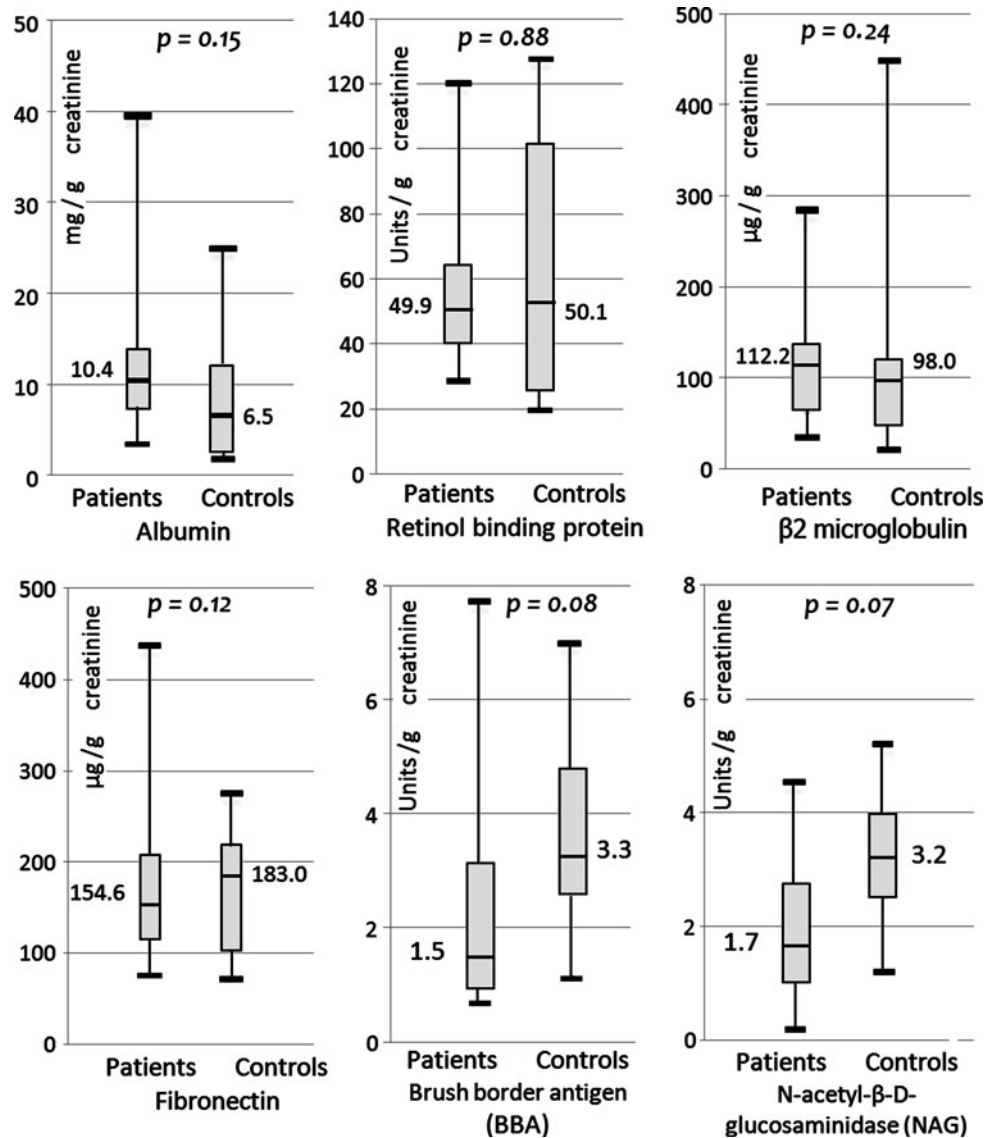 p = 0.15
mg / g creatinine
50
40
30
20
10
0
10.4
6.5
Patients Controls
Albumin
p = 0.88
Units / g creatinine
140
120
100
80
60
40
20
0
49.9
50.1
Patients Controls
Retinol binding protein
p = 0.24
µg / g creatinine
500
400
300
200
100
0
112.2
98.0
Patients Controls
β2 microglobulin
p = 0.12
µg /g creatinine
500
400
300
200
100
0
154.6
183.0
Patients Controls
Fibronectin
p = 0.08
Units /g creatinine
8
6
4
2
0
1.5
3.3
Patients Controls
Brush border antigen
(BBA)
p = 0.07
Units /g creatinine
8
6
4
2
0
1.7
3.2
Patients Controls
N-acetyl-β-D-
glucosaminidase (NAG)